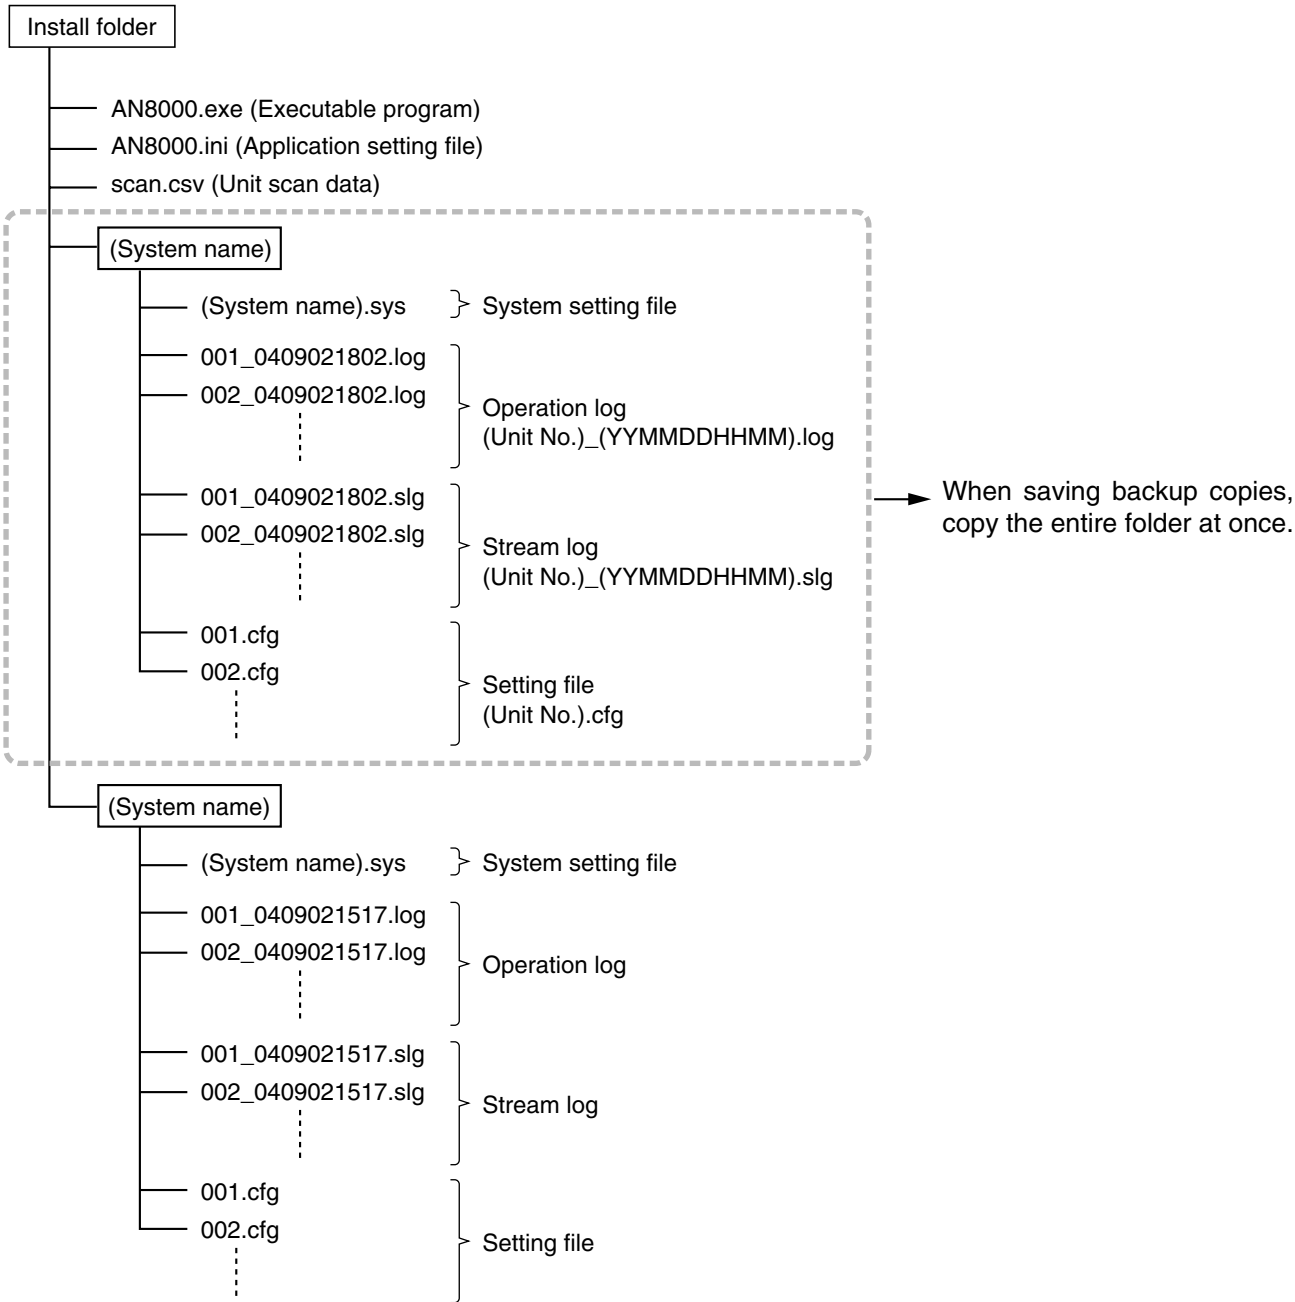 Install folder
AN8000.exe (Executable program)
AN8000.ini (Application setting file)
scan.csv (Unit scan data)
(System name)
(System name).sys
System setting file
001_0409021802.log
002_0409021802.log
Operation log
(Unit No.)_(YYMMDDHHMM).log
001_0409021802.slg
002_0409021802.slg
Stream log
(Unit No.)_(YYMMDDHHMM).slg
001.cfg
002.cfg
Setting file
(Unit No.).cfg
When saving backup copies,
copy the entire folder at once.
(System name)
(System name).sys
System setting file
001_0409021517.log
002_0409021517.log
Operation log
001_0409021517.slg
002_0409021517.slg
Stream log
001.cfg
002.cfg
Setting file